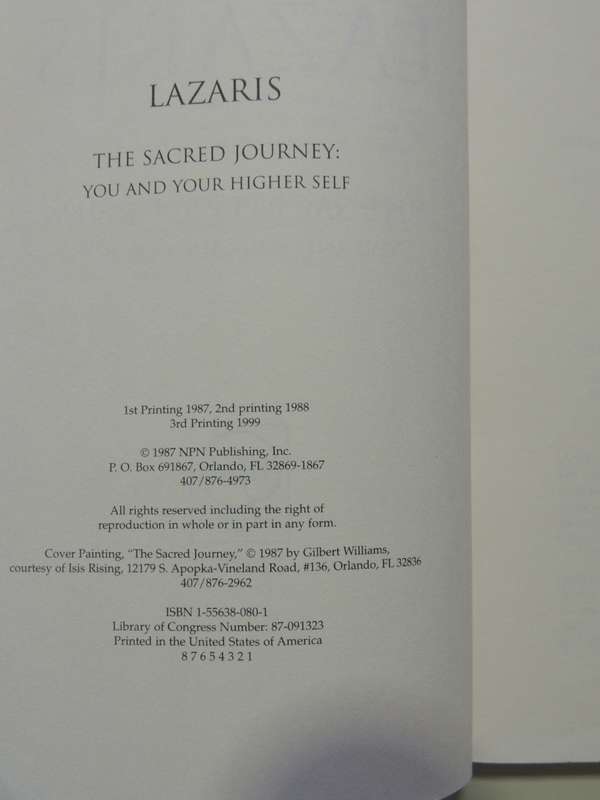 LAZARIS
THE SACRED JOURNEY:
YOU AND YOUR HIGHER SELF
1st Printing 1987, 2nd printing 1988
3rd Printing 1999
© 1987 NPN Publishing, Inc.
P. O. Box 691867, Orlando, FL 32869-1867
407/876-4973
All rights reserved including the right of
reproduction in whole or in part in any form.
Cover Painting, “The Sacred Journey,” © 1987 by Gilbert Williams,
courtesy of Isis Rising, 12179 S. Apopka-Vineland Road, #136, Orlando, FL 32836
407/876-2962
ISBN 1-55638-080-1
Library of Congress Number: 87-091323
Printed in the United States of America
8 7 6 5 4 3 2 1